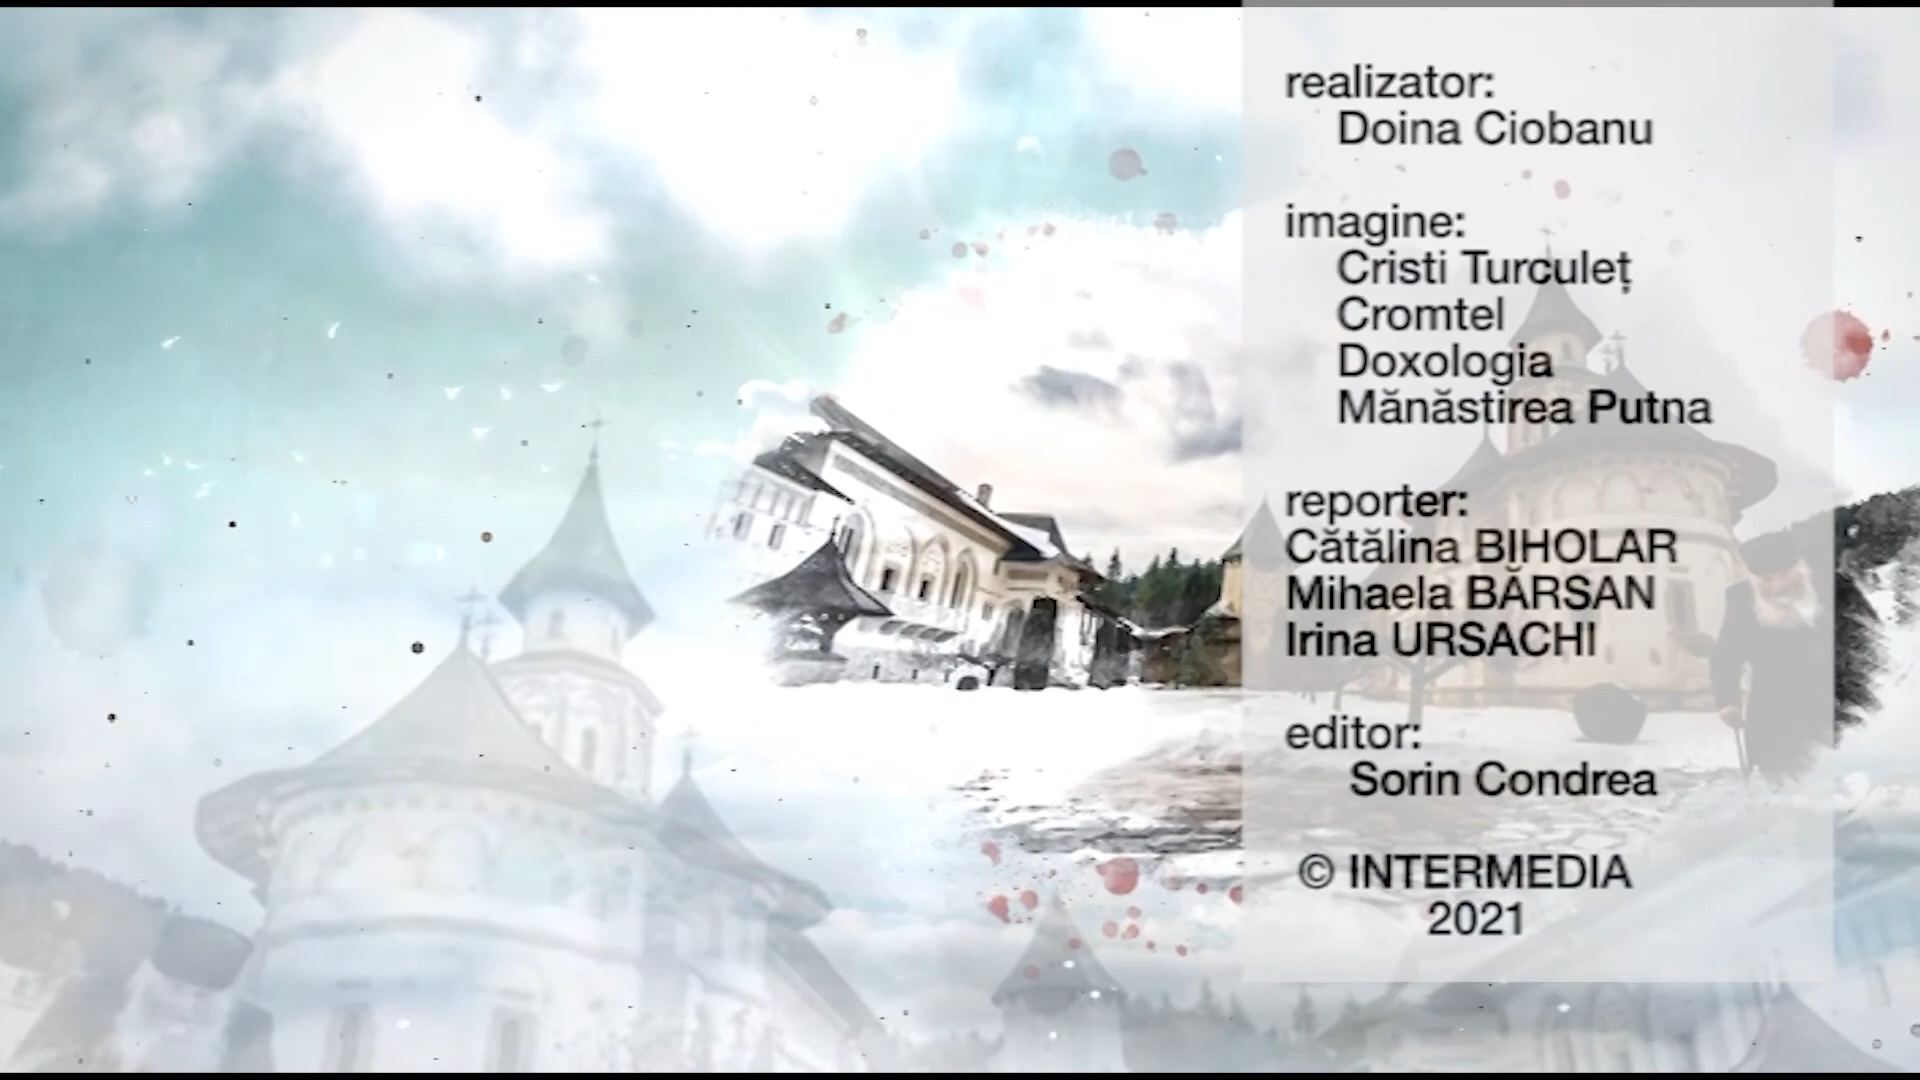 realizator:
Doina Ciobanu
imagine:
Cristi Turculeț
Cromtel
Doxologia
Mănăstirea Putna
reporter:
Cătălina BIHOLAR
Mihaela BĂRSAN
Irina URSACHI
editor:
Sorin Condrea
© INTERMEDIA
2021